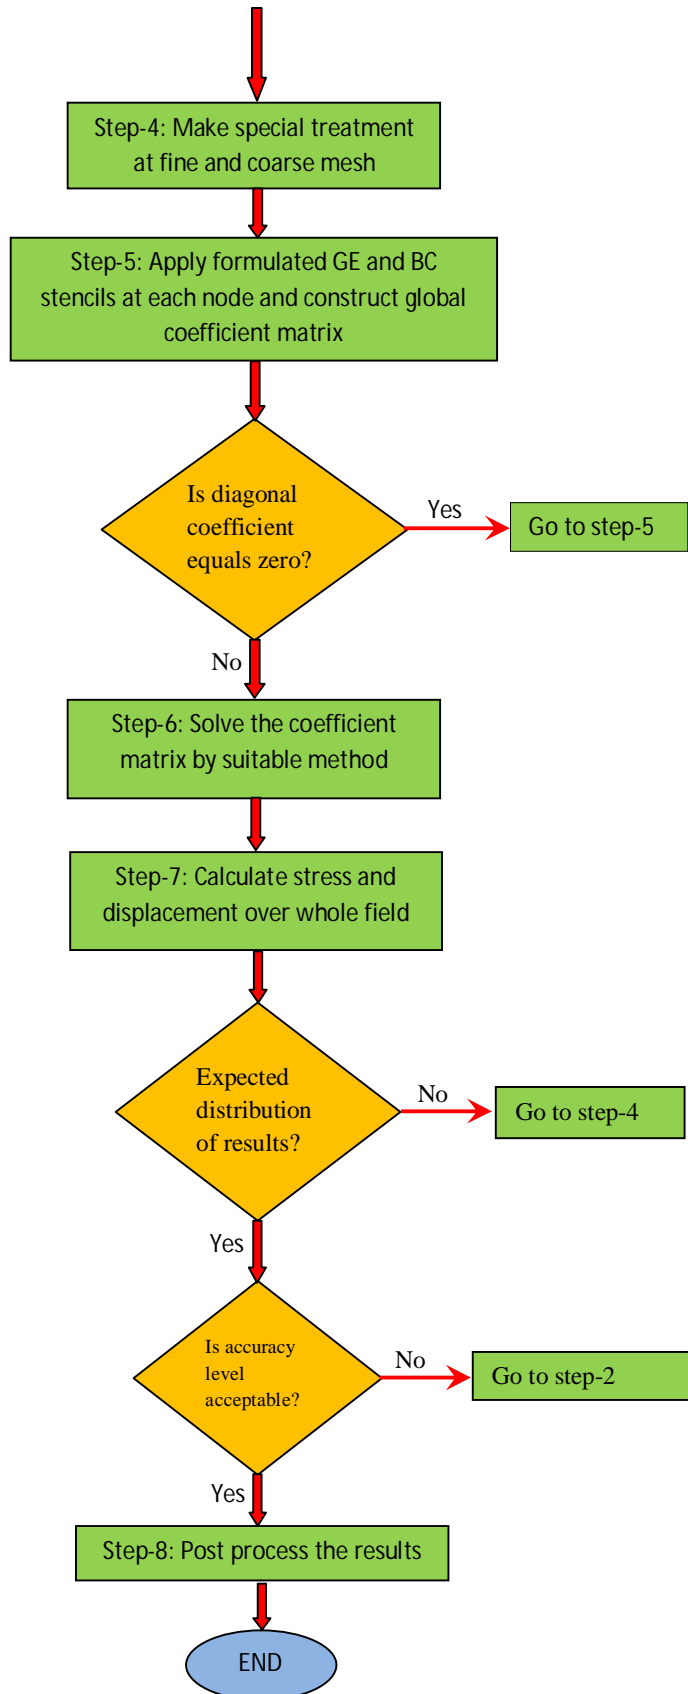 Step-4: Make special treatment
at fine and coarse mesh
Step-5: Apply formulated GE and BC
stencils at each node and construct global
coefficient matrix
Is diagonal
coefficient
equals zero?
Yes
Go to step-5
No
Step-6: Solve the coefficient
matrix by suitable method
Step-7: Calculate stress and
displacement over whole field
Expected
distribution
of results?
No
Go to step-4
Yes
Is accuracy
level
acceptable?
No
Go to step-2
Yes
Step-8: Post process the results
END